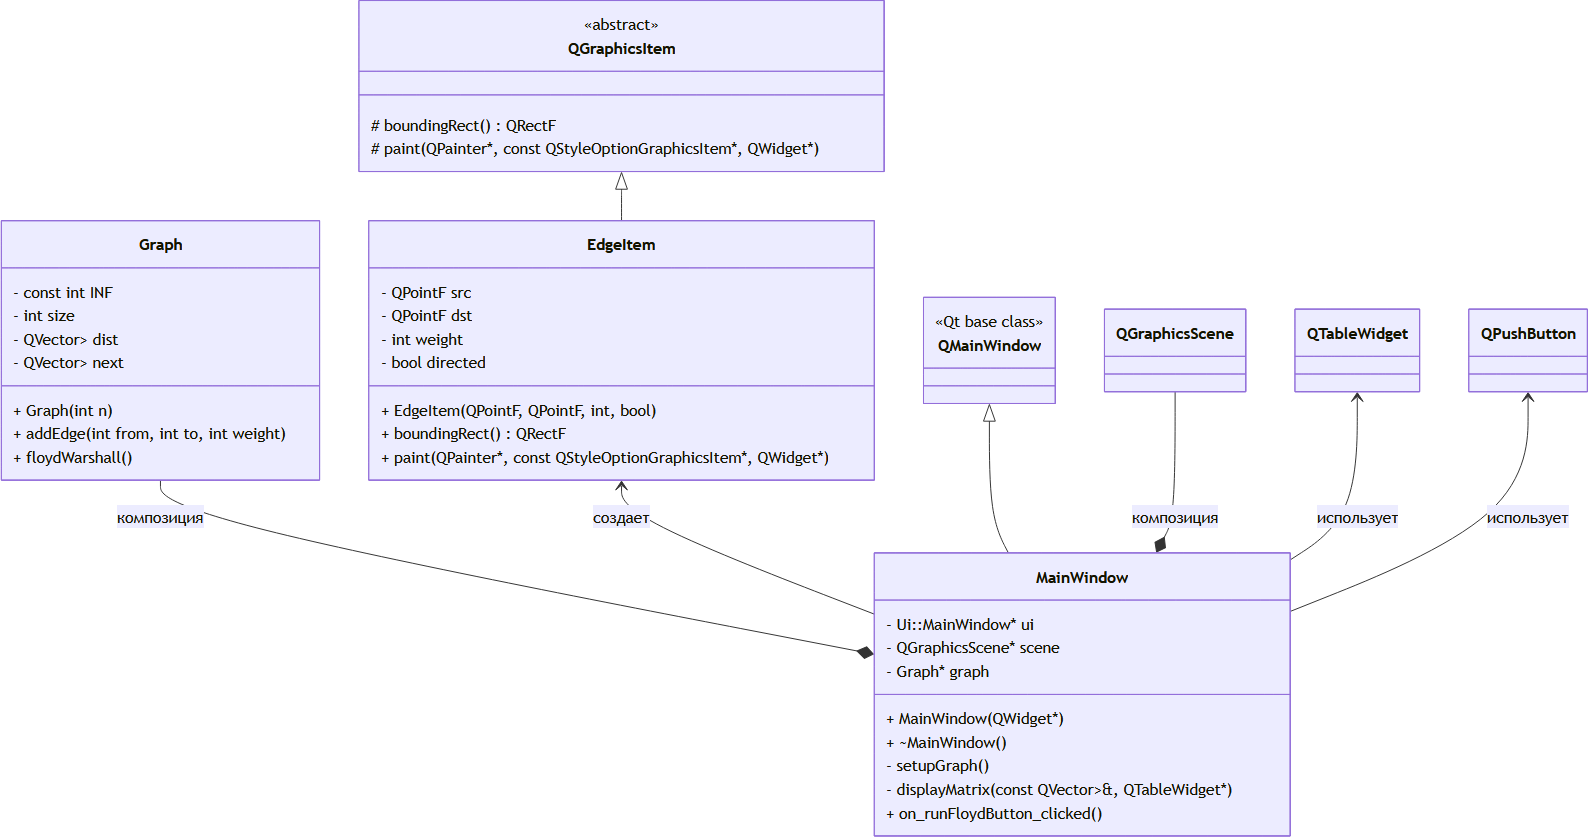 «abstract»
QGraphicsItem
# boundingRect() : QRectF
# paint(QPainter*, const QStyleOptionGraphicsItem*, QWidget*)
Graph
- const int INF
- int size
- QVector> dist
- QVector> next
+ Graph(int n)
+ addEdge(int from, int to, int weight)
+ floydWarshall()
EdgeItem
- QPointF src
- QPointF dst
- int weight
- bool directed
+ EdgeItem(QPointF, QPointF, int, bool)
+ boundingRect() : QRectF
+ paint(QPainter*, const QStyleOptionGraphicsItem*, QWidget*)
«Qt base class»
QMainWindow
QGraphicsScene
QTableWidget
QPushButton
композиция
создает
композиция
использует
использует
MainWindow
- Ui::MainWindow* ui
- QGraphicsScene* scene
- Graph* graph
+ MainWindow(QWidget*)
+ ~MainWindow()
- setupGraph()
- displayMatrix(const QVector>&, QTableWidget*)
+ on_runFloydButton_clicked()